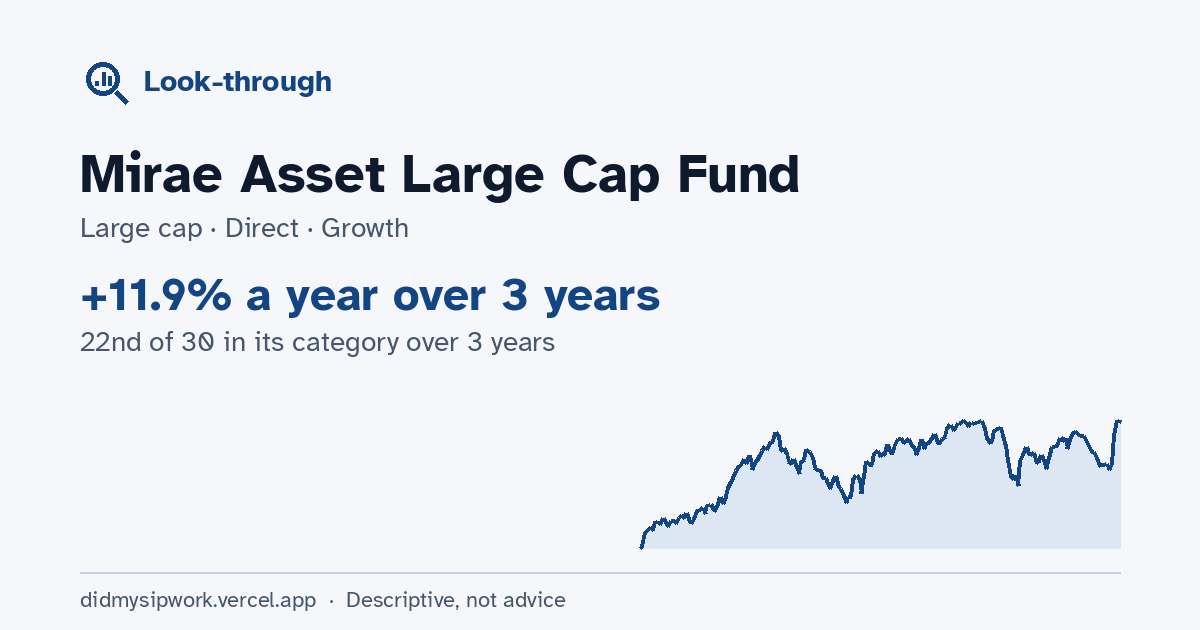 Look-through
Mirae Asset Large Cap Fund
Large cap · Direct · Growth
+11.9% a year over 3 years
22nd of 30 in its category over 3 years
didmysipwork.vercel.app · Descriptive, not advice